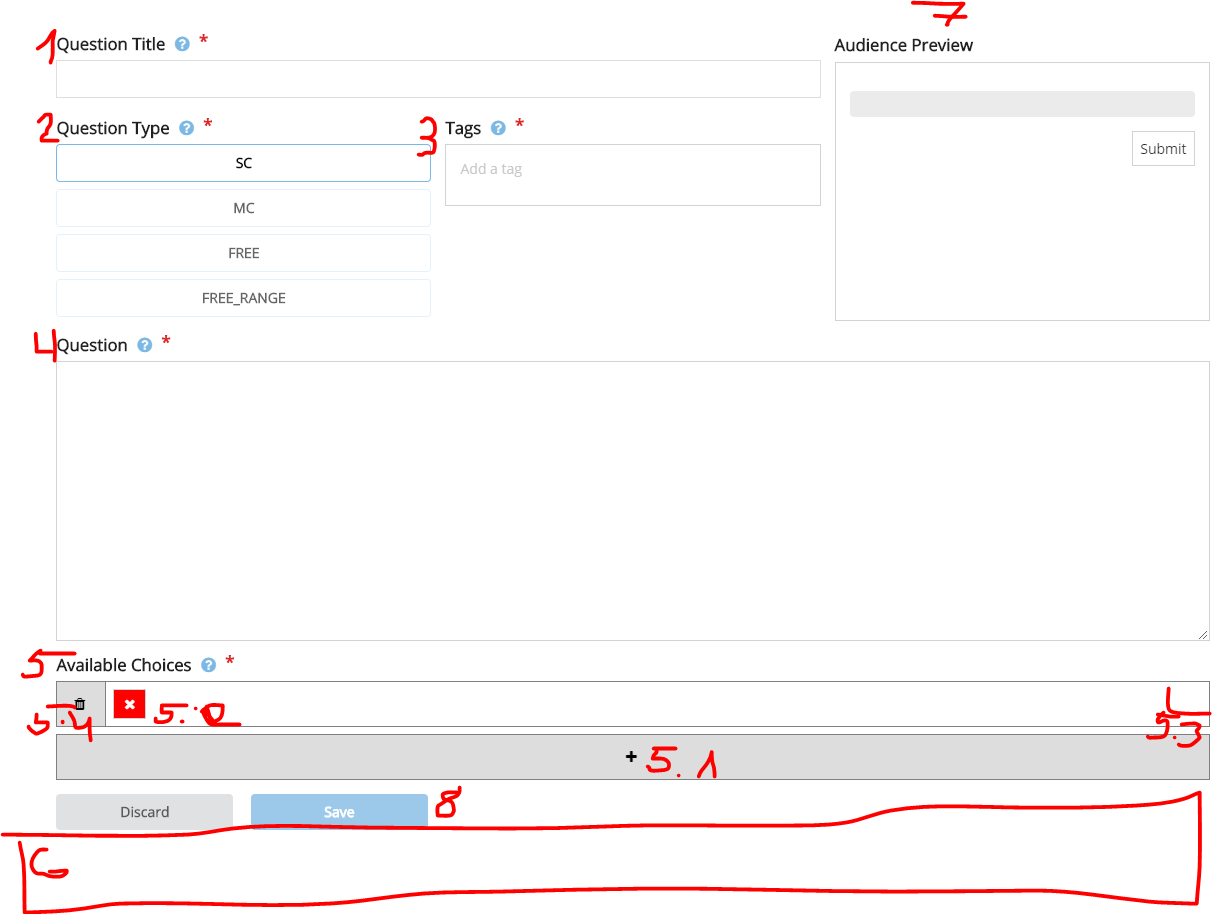 7
1 Question Title ? *
Audience Preview
2 Question Type ? *
3 Tags ? *
SC
Add a tag
Submit
MC
FREE
FREE_RANGE
4 Question ? *
5 Available Choices ? *
5.4
5.2
5.3
+ 5.1
Discard
Save
8
6